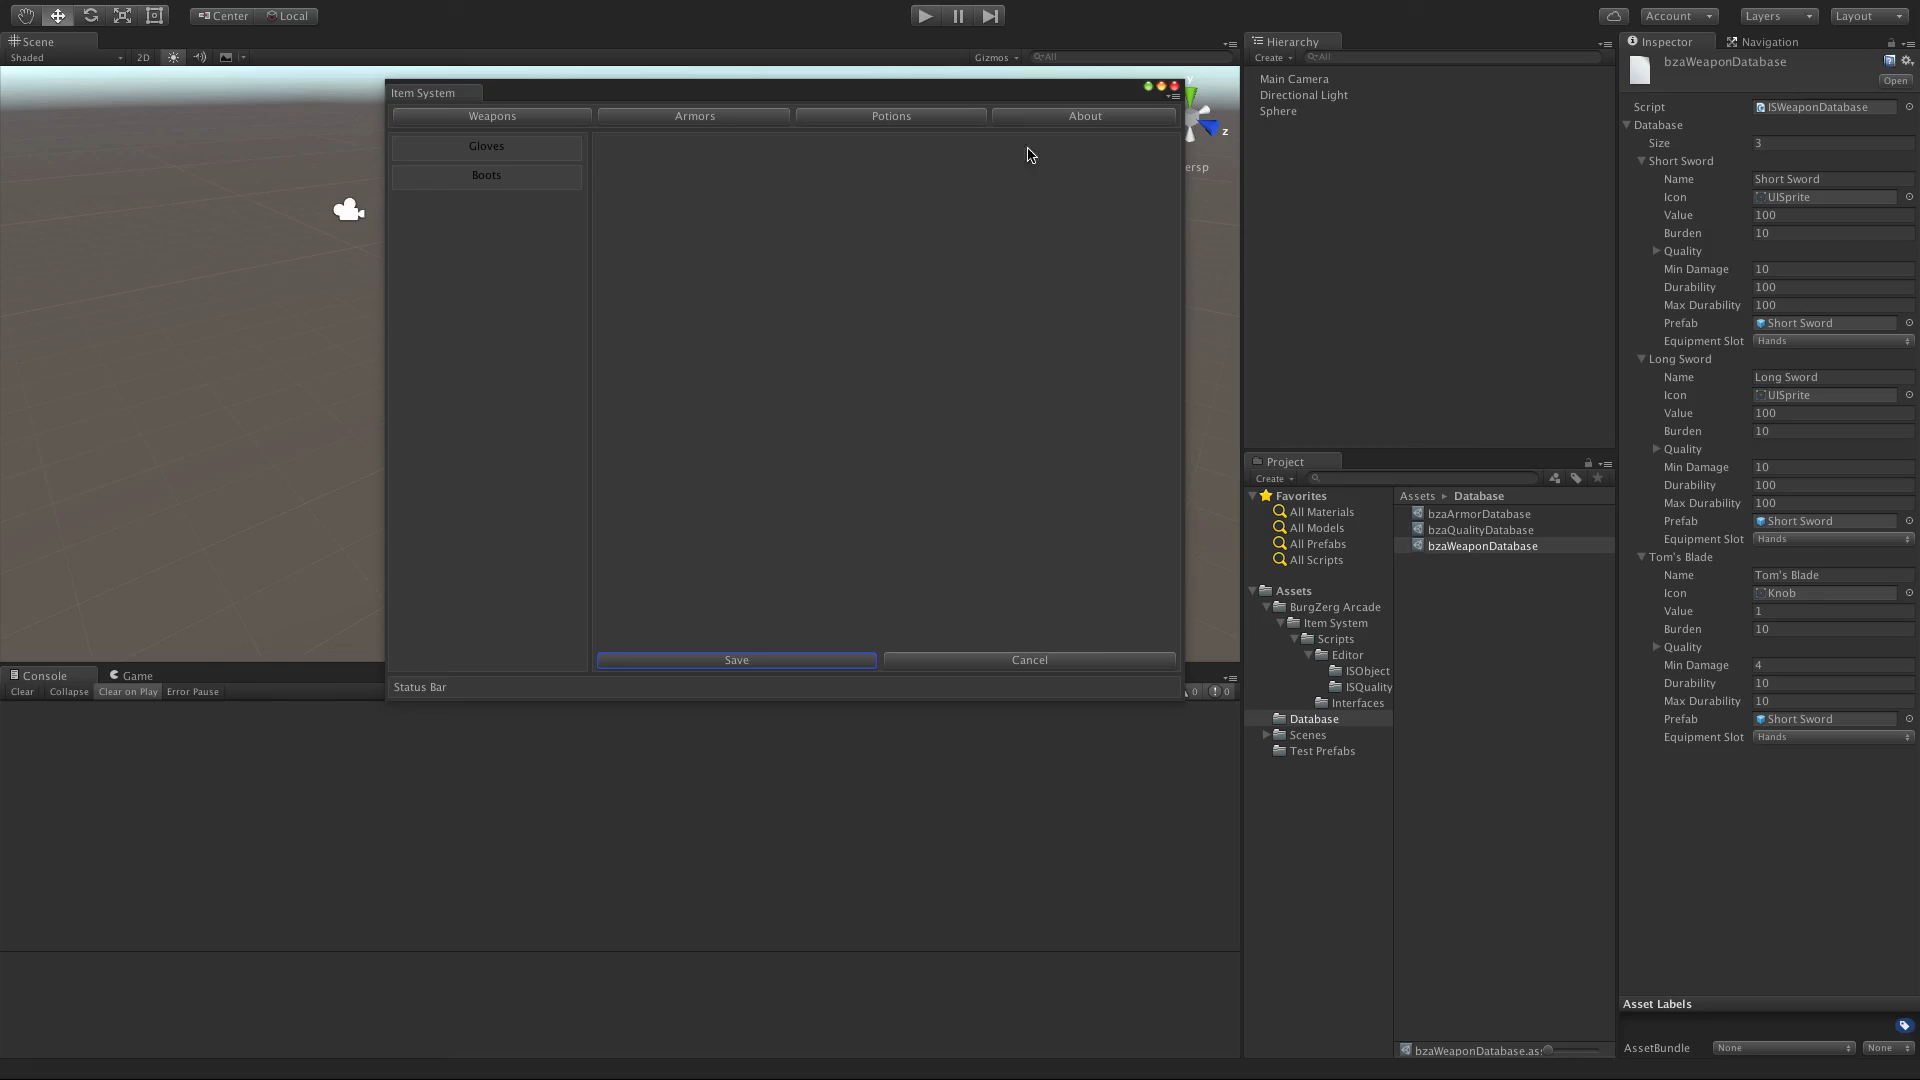 Center Local
Account Layers Layout
Scene
Shaded 2D Gizmos All
Item System
Weapons Armors Potions About
Gloves
Boots
Save Cancel
Status Bar
y
z
ersp
Hierarchy
Create All
Main Camera
Directional Light
Sphere
Project
Create
Favorites
All Materials
All Models
All Prefabs
All Scripts
Assets
BurgZerg Arcade
Item System
Scripts
Editor
ISObject
ISQuality
Interfaces
Database
Scenes
Test Prefabs
Assets Database
bzaArmorDatabase
bzaQualityDatabase
bzaWeaponDatabase
bzaWeaponDatabase.as
Console Game
Clear Collapse Clear on Play Error Pause 0 0
Inspector Navigation
bzaWeaponDatabase
Open
Script ISWeaponDatabase
Database
Size 3
Short Sword
Name Short Sword
Icon UISprite
Value 100
Burden 10
Quality
Min Damage 10
Durability 100
Max Durability 100
Prefab Short Sword
Equipment Slot Hands
Long Sword
Name Long Sword
Icon UISprite
Value 100
Burden 10
Quality
Min Damage 10
Durability 100
Max Durability 100
Prefab Short Sword
Equipment Slot Hands
Tom's Blade
Name Tom's Blade
Icon Knob
Value 1
Burden 10
Quality
Min Damage 4
Durability 10
Max Durability 10
Prefab Short Sword
Equipment Slot Hands
Asset Labels
AssetBundle None None